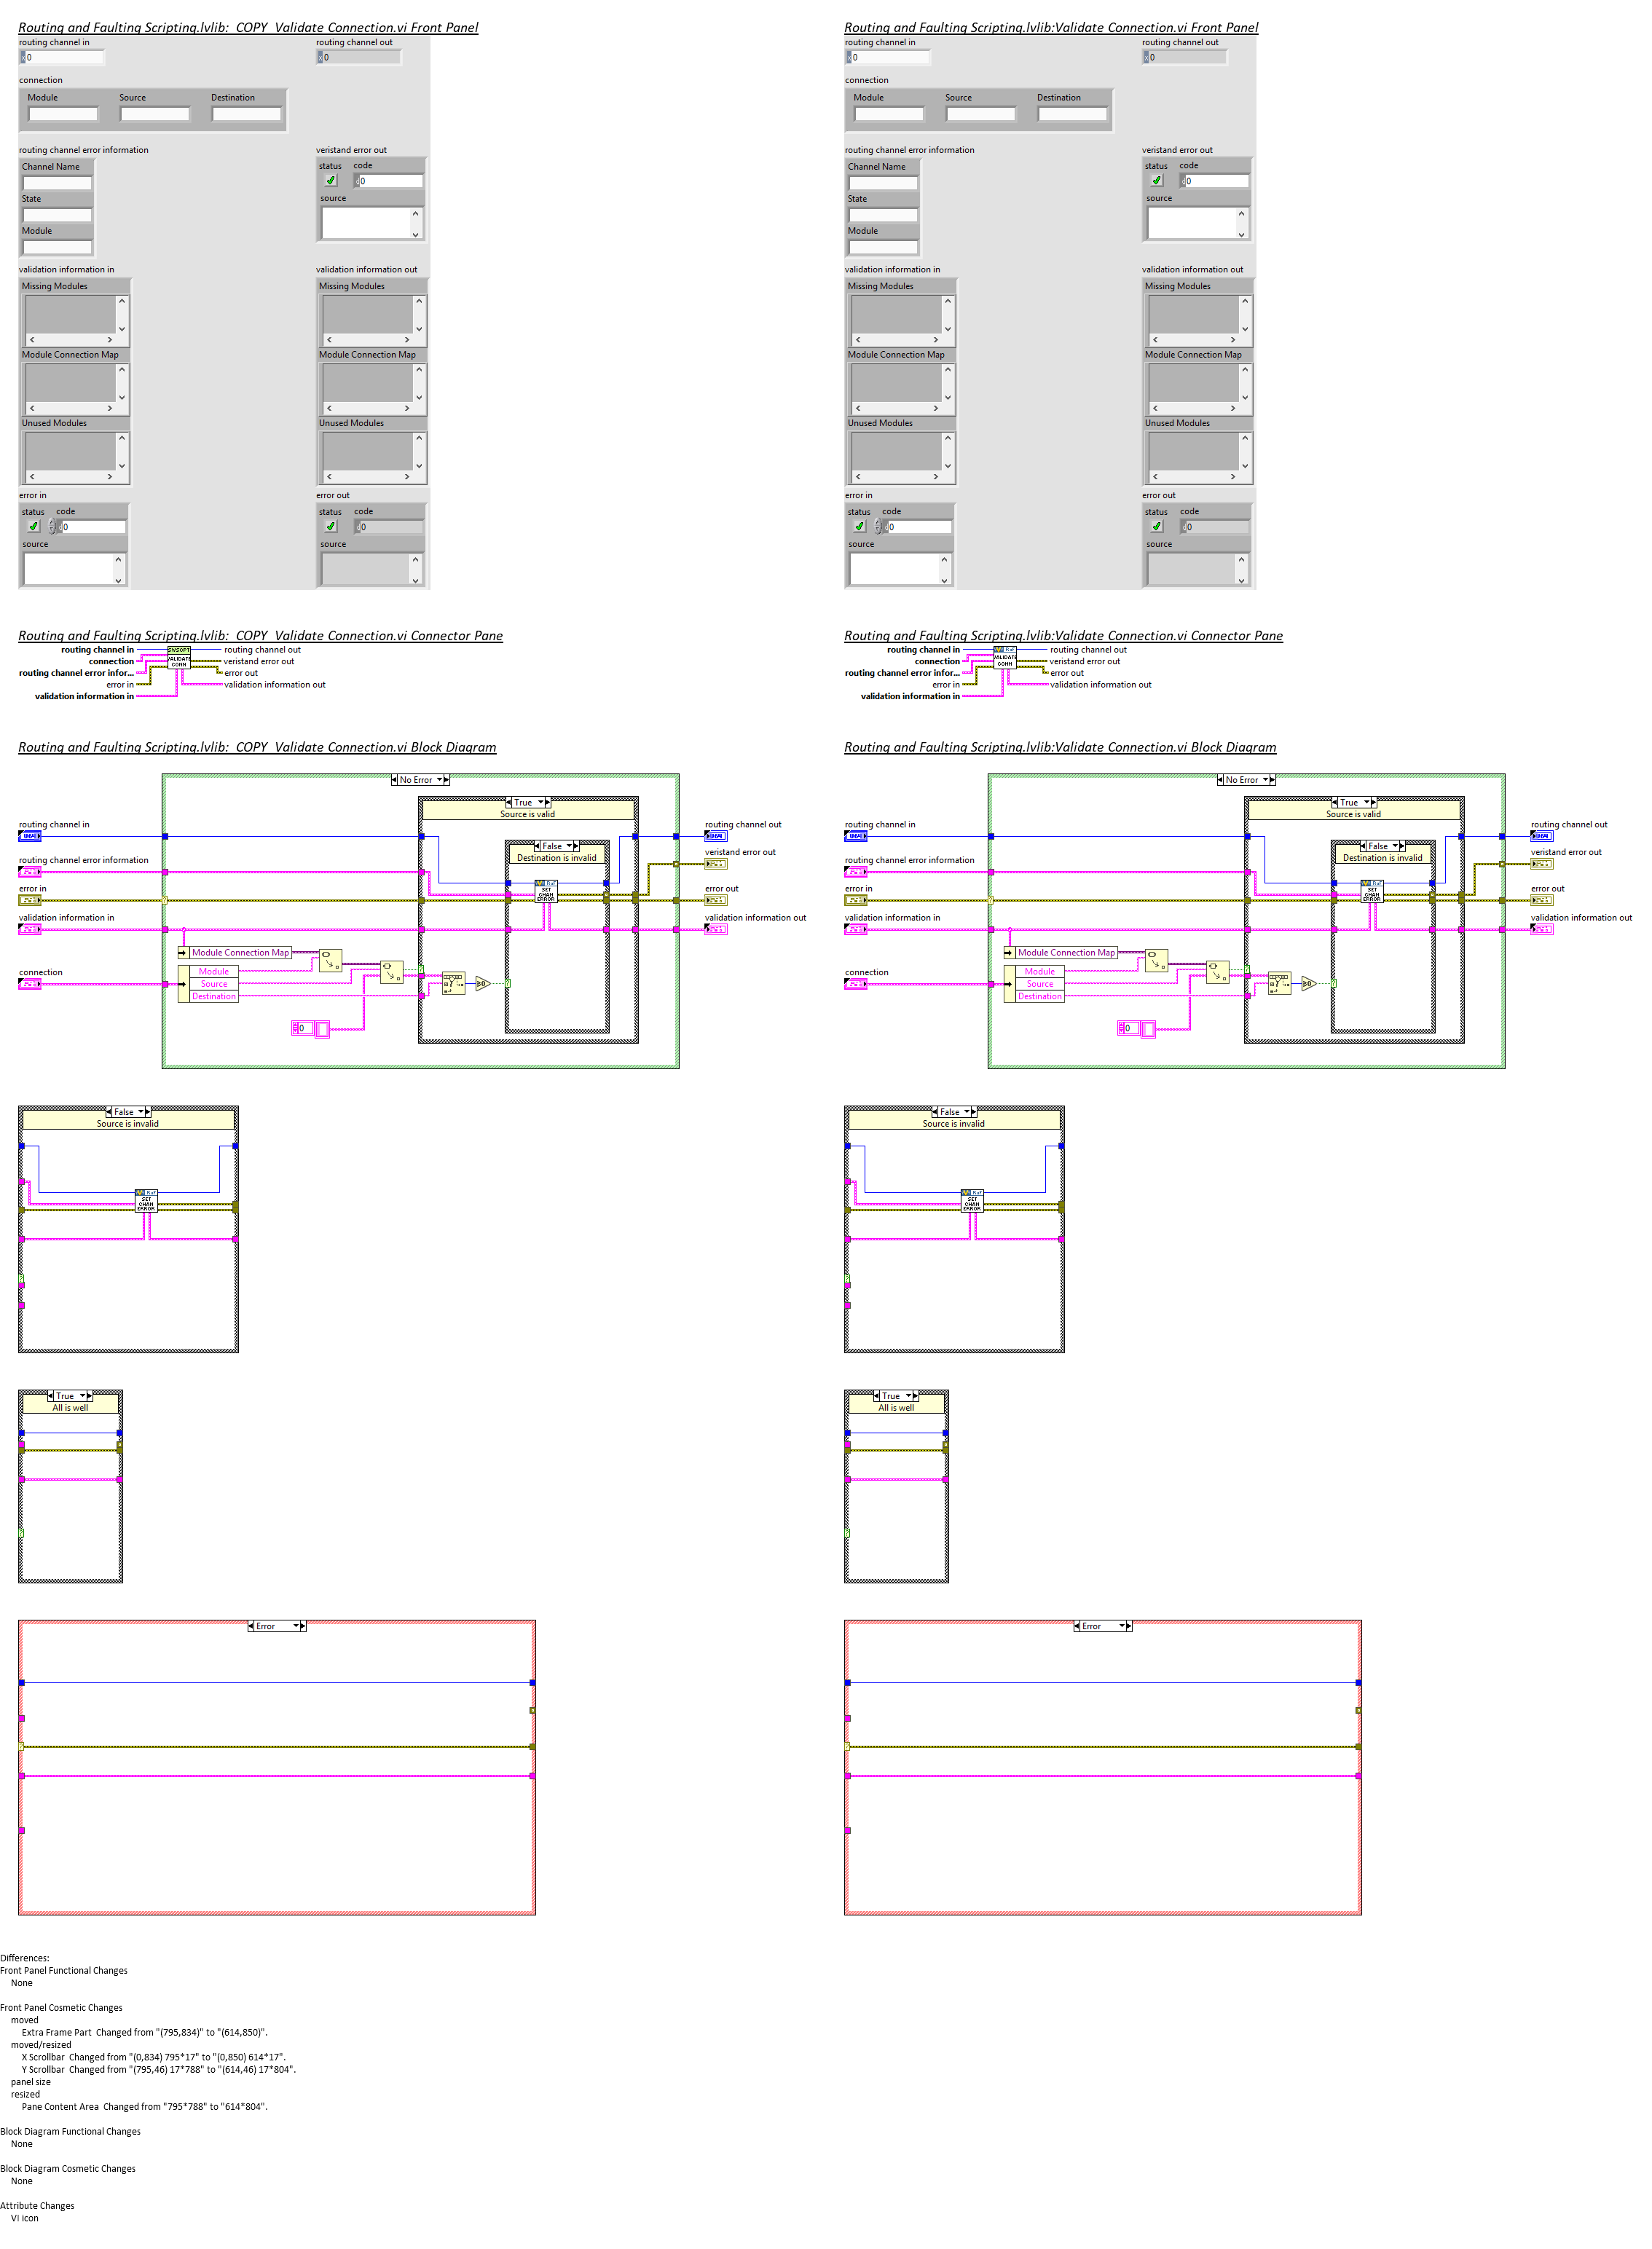 Routing and Faulting Scripting.lvlib:  COPY  Validate Connection.vi Front Panel
routing channel in
routing channel out
0
0
connection
Module Source Destination
routing channel error information
veristand error out
Channel Name
status code
0
State
source
Module
validation information in
validation information out
Missing Modules
Missing Modules
Module Connection Map
Module Connection Map
Unused Modules
Unused Modules
error in
error out
status code
status code
0
0
source
source
Routing and Faulting Scripting.lvlib:Validate Connection.vi Front Panel
routing channel in
routing channel out
0
0
connection
Module Source Destination
routing channel error information
veristand error out
Channel Name
status code
0
State
source
Module
validation information in
validation information out
Missing Modules
Missing Modules
Module Connection Map
Module Connection Map
Unused Modules
Unused Modules
error in
error out
status code
status code
0
0
source
source
Routing and Faulting Scripting.lvlib:  COPY  Validate Connection.vi Connector Pane
routing channel in
routing channel out
connection
veristand error out
routing channel error infor...
error out
error in
validation information out
validation information in
VALIDATE
CONN
Routing and Faulting Scripting.lvlib:Validate Connection.vi Connector Pane
routing channel in
routing channel out
connection
veristand error out
routing channel error infor...
error out
error in
validation information out
validation information in
VALIDATE
CONN
Routing and Faulting Scripting.lvlib:  COPY  Validate Connection.vi Block Diagram
No Error
True
Source is valid
False
Destination is invalid
routing channel in
routing channel out
routing channel error information
veristand error out
error in
error out
validation information in
validation information out
SET
CHAN
ERROR
Module Connection Map
connection
Module
Source
Destination
0
False
Source is invalid
SET
CHAN
ERROR
True
All is well
Error
Routing and Faulting Scripting.lvlib:Validate Connection.vi Block Diagram
No Error
True
Source is valid
False
Destination is invalid
routing channel in
routing channel out
routing channel error information
veristand error out
error in
error out
validation information in
validation information out
SET
CHAN
ERROR
Module Connection Map
connection
Module
Source
Destination
0
False
Source is invalid
SET
CHAN
ERROR
True
All is well
Error
Differences:
Front Panel Functional Changes
None
Front Panel Cosmetic Changes
moved
Extra Frame Part  Changed from "(795,834)" to "(614,850)".
moved/resized
X Scrollbar  Changed from "(0,834) 795*17" to "(0,850) 614*17".
Y Scrollbar  Changed from "(795,46) 17*788" to "(614,46) 17*804".
panel size
resized
Pane Content Area  Changed from "795*788" to "614*804".
Block Diagram Functional Changes
None
Block Diagram Cosmetic Changes
None
Attribute Changes
VI icon